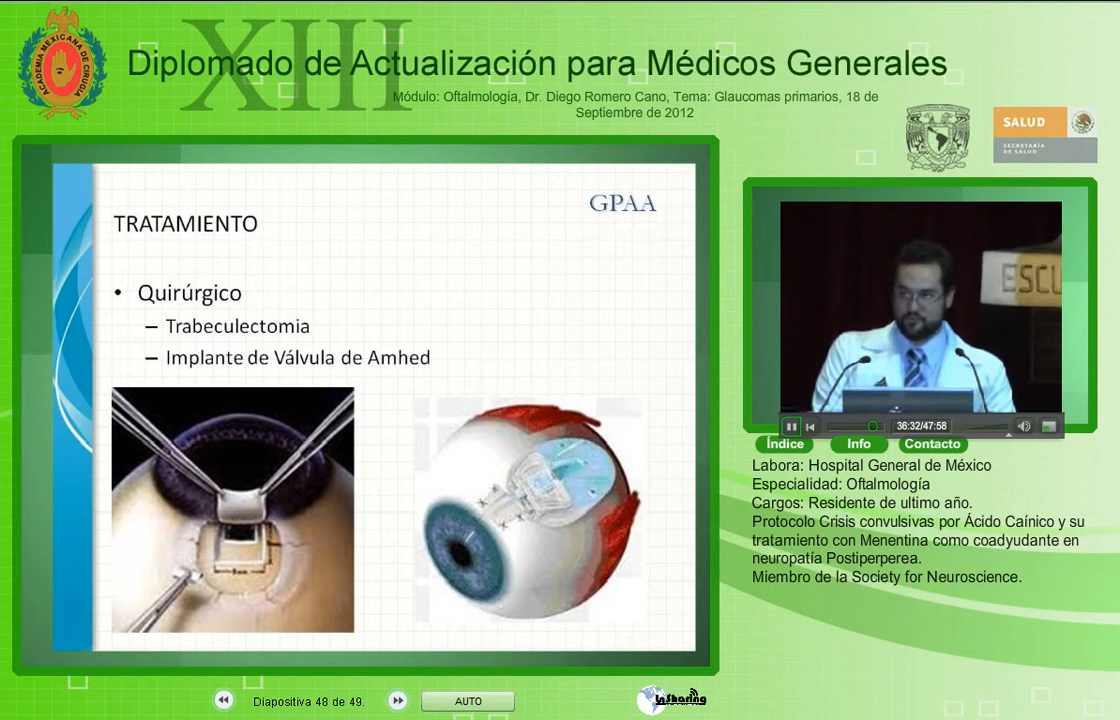 XIII
Diplomado de Actualización para Médicos Generales
Módulo: Oftalmología, Dr. Diego Romero Cano, Tema: Glaucomas primarios, 18 de
Septiembre de 2012
ACADEMIA MEXICANA DE CIRUGIA
SALUD
SECRETARÍA
DE SALUD
GPAA
TRATAMIENTO
• Quirúrgico
– Trabeculectomia
– Implante de Válvula de Amhed
ESCU
36:32/47:58
Índice
Info
Contacto
Labora: Hospital General de México
Especialidad: Oftalmología
Cargos: Residente de ultimo año.
Protocolo Crisis convulsivas por Ácido Caínico y su
tratamiento con Menentina como coadyudante en
neuropatía Postiperperea.
Miembro de la Society for Neuroscience.
Diapositiva 48 de 49.
AUTO